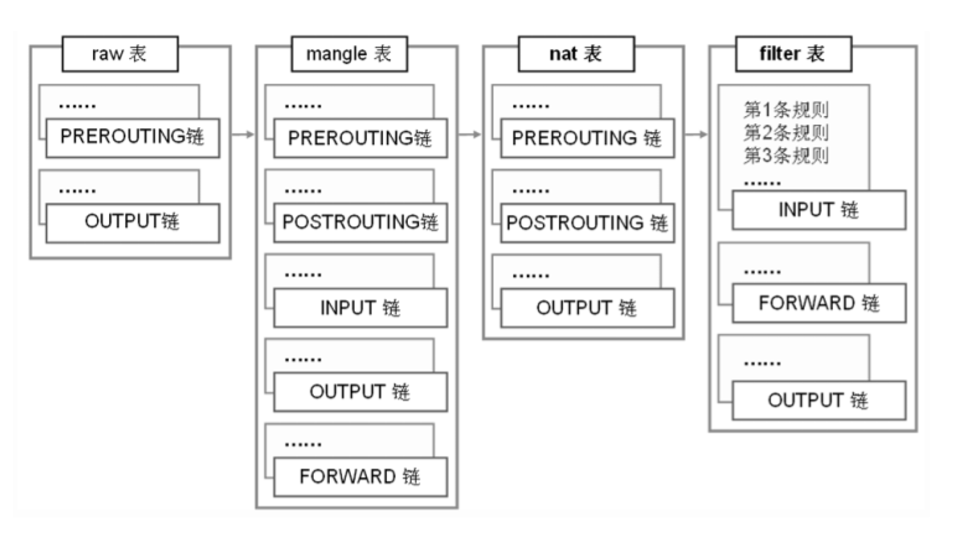 raw 表
......
PREROUTING链
......
OUTPUT链
mangle 表
......
PREROUTING链
......
POSTROUTING链
......
INPUT 链
......
OUTPUT 链
......
FORWARD 链
nat 表
......
PREROUTING 链
......
POSTROUTING 链
......
OUTPUT 链
filter 表
第1条规则
第2条规则
第3条规则
......
INPUT 链
......
FORWARD 链
......
OUTPUT 链